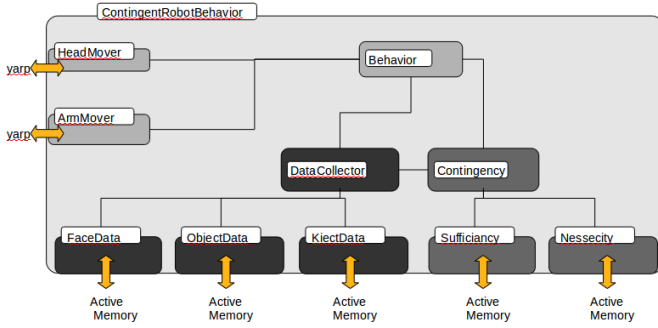 ContingentRobotBehavior
HeadMover
Behavior
yarp
ArmMover
yarp
DataCollector
Contingency
FaceData
ObjectData
KiectData
Sufficiancy
Nessecity
Active
Memory
Active
Memory
Active
Memory
Active
Memory
Active
Memory